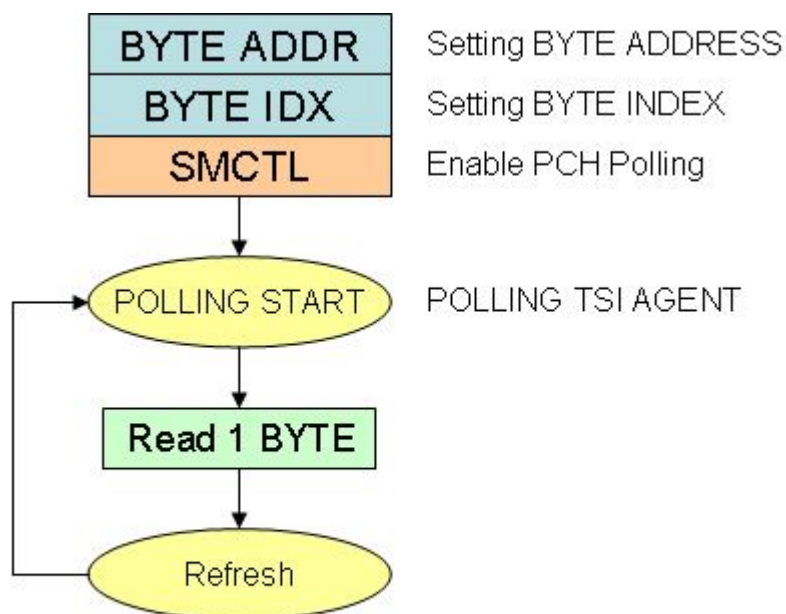 BYTE ADDR Setting BYTE ADDRESS
BYTE IDX Setting BYTE INDEX
SMCTL Enable PCH Polling
POLLING START POLLING TSI AGENT
Read 1 BYTE
Refresh